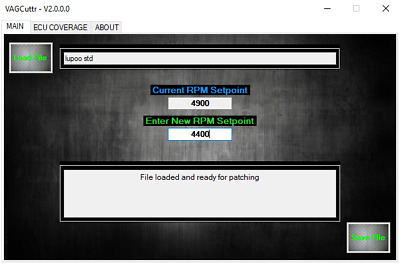 VAGCuttr - V2.0.0.0
MAIN ECU COVERAGE ABOUT
Load File
lupoo std
Current RPM Setpoint
4900
Enter New RPM Setpoint
4400
File loaded and ready for patching
Save File